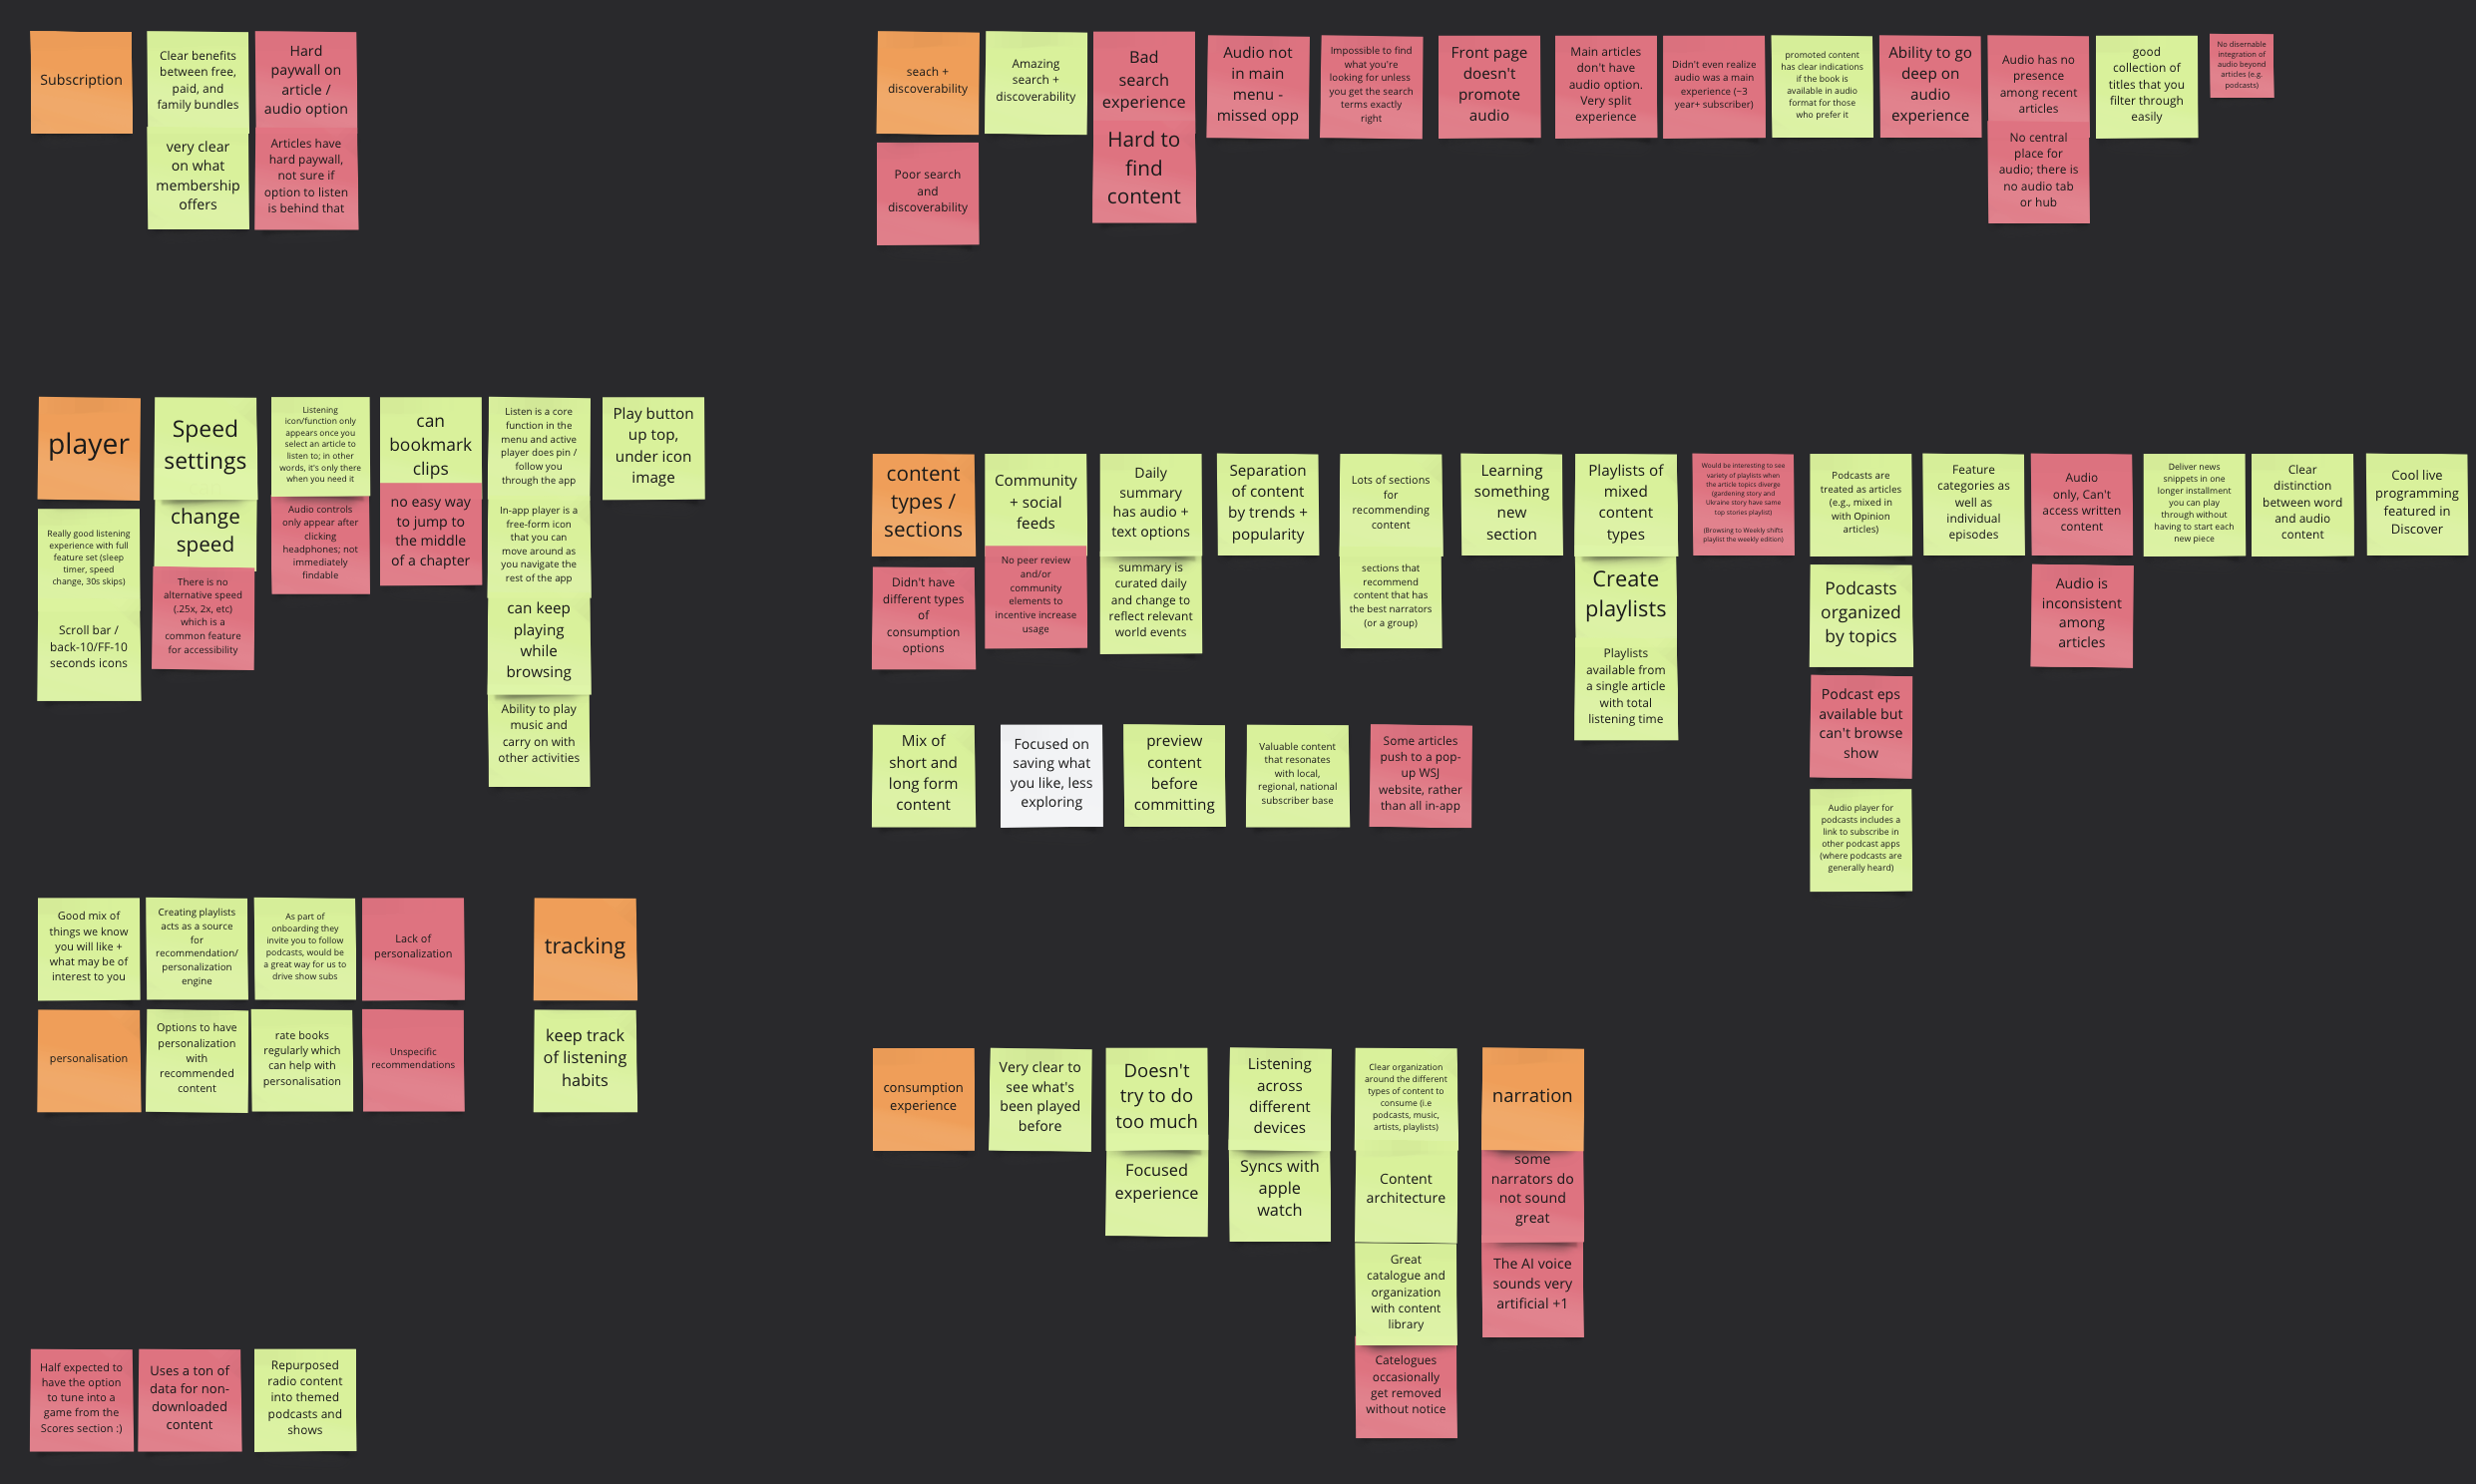 Subscription
Clear benefits
between free,
paid, and
family bundles
Hard
paywall on
article /
audio option
very clear
on what
membership
offers
Articles have
hard paywall,
not sure if
option to listen
is behind that
seach +
discoverability
Amazing
search +
discoverability
Bad
search
experience
Audio not
in main
menu -
missed opp
Impossible to find
what you're
looking for unless
you get the search
terms exactly
right
Front page
doesn't
promote
audio
Main articles
don't have
audio option.
Very split
experience
Didn't even realize
audio was a main
experience (~3
year+ subscriber)
promoted content
has clear indications
if the book is
available in audio
format for those
who prefer it
Ability to go
deep on
audio
experience
Audio has no
presence
among recent
articles
good
collection of
titles that you
filter through
easily
No disernable
integration of
audio beyond
articles (e.g.
podcasts)
Poor search
and
discoverability
Hard to
find
content
No central
place for
audio; there is
no audio tab
or hub
player
Speed
settings
Listening
icon/function only
appears once you
select an article to
listen to; in other
words, it's only there
when you need it
can
bookmark
clips
Listen is a core
function in the
menu and active
player does pin /
follow you
through the app
Play button
up top,
under icon
image
Really good listening
experience with full
feature set (sleep
timer, speed
change, 30s skips)
change
speed
Audio controls
only appear after
clicking
headphones; not
immediately
findable
no easy way
to jump to
the middle
of a chapter
In-app player is a
free-form icon
that you can
move around as
you navigate the
rest of the app
Scroll bar /
back-10/FF-10
seconds icons
There is no
alternative speed
(.25x, 2x, etc)
which is a
common feature
for accessibility
can keep
playing
while
browsing
Ability to play
music and
carry on with
other activities
content
types /
sections
Community
+ social
feeds
Daily
summary
has audio +
text options
Separation
of content
by trends +
popularity
Lots of sections
for
recommending
content
Learning
something
new
section
Playlists of
mixed
content
types
Would be interesting to see
variety of playlists when
the article topics diverge
(gardening story and
Ukraine story have same
top stories playlist)
(Browsing to Weekly shifts
playlist the weekly edition)
Podcasts are
treated as articles
(e.g., mixed in
with Opinion
articles)
Feature
categories as
well as
individual
episodes
Audio
only, Can't
access written
content
Deliver news
snippets in one
longer installment
you can play
through without
having to start each
new piece
Clear
distinction
between word
and audio
content
Cool live
programming
featured in
Discover
Didn't have
different types
of
consumption
options
No peer review
and/or
community
elements to
incentive increase
usage
summary is
curated daily
and change to
reflect relevant
world events
sections that
recommend
content that has
the best narrators
(or a group)
Create
playlists
Podcasts
organized
by topics
Audio is
inconsistent
among
articles
Playlists
available from
a single article
with total
listening time
Podcast eps
available but
can't browse
show
Audio player for
podcasts includes a
link to subscribe in
other podcast apps
(where podcasts are
generally heard)
Mix of
short and
long form
content
Focused on
saving what
you like, less
exploring
preview
content
before
committing
Valuable content
that resonates
with local,
regional, national
subscriber base
Some articles
push to a pop-
up WSJ
website, rather
than all in-app
Good mix of
things we know
you will like +
what may be of
interest to you
Creating playlists
acts as a source
for
recommendation/
personalization
engine
As part of
onboarding they
invite you to follow
podcasts, would be
a great way for us to
drive show subs
Lack of
personalization
tracking
personalisation
Options to have
personalization
with
recommended
content
rate books
regularly which
can help with
personalisation
Unspecific
recommendations
keep track
of listening
habits
consumption
experience
Very clear to
see what's
been played
before
Doesn't
try to do
too much
Listening
across
different
devices
Clear organization
around the different
types of content to
consume (i.e
podcasts, music,
artists, playlists)
narration
Focused
experience
Syncs with
apple
watch
Content
architecture
some
narrators do
not sound
great
Great
catalogue and
organization
with content
library
The AI voice
sounds very
artificial +1
Catelogues
occasionally
get removed
without notice
Half expected to
have the option
to tune into a
game from the
Scores section :)
Uses a ton of
data for non-
downloaded
content
Repurposed
radio content
into themed
podcasts and
shows